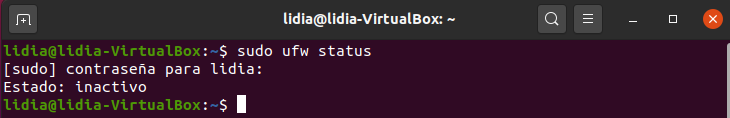 lidia@lidia-VirtualBox: ~
lidia@lidia-VirtualBox:~$ sudo ufw status
[sudo] contraseña para lidia:
Estado: inactivo
lidia@lidia-VirtualBox:~$